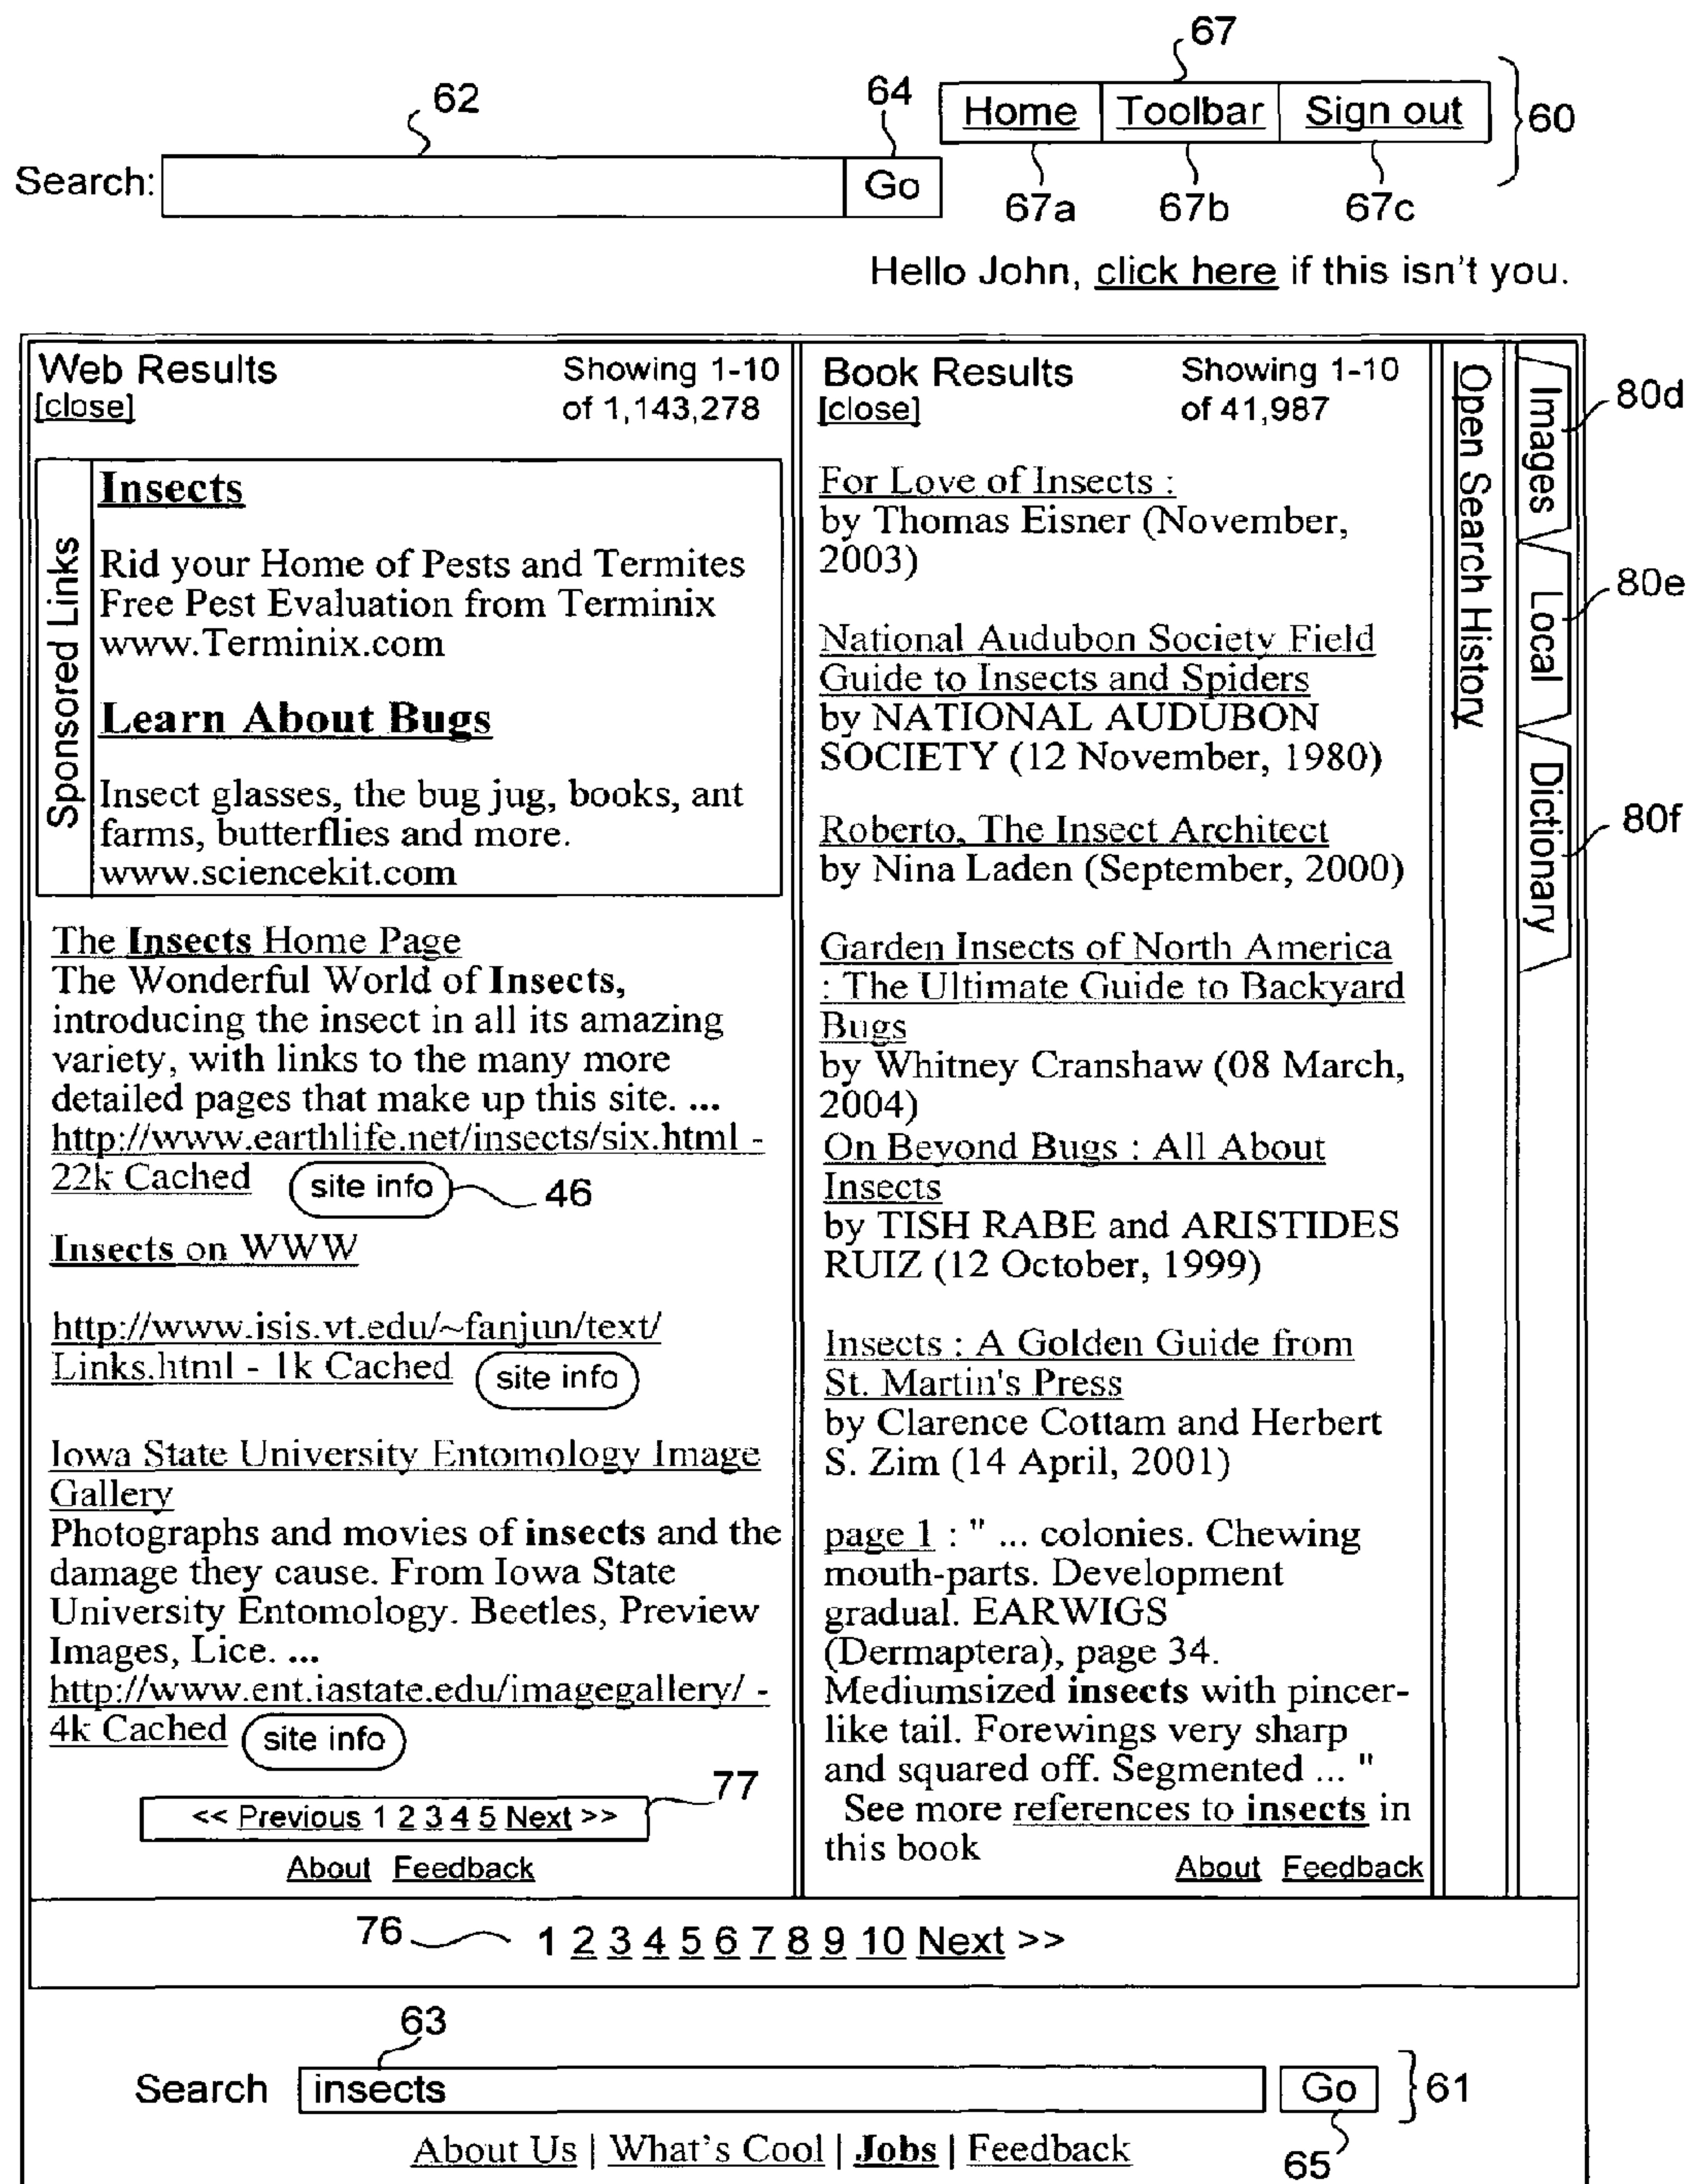 67
62
64
Home Toolbar Sign out
60
Search:
Go
67a 67b 67c
Hello John, click here if this isn't you.
Web Results
Showing 1-10
[close]
of 1,143,278
Sponsored Links
Insects
Rid your Home of Pests and Termites
Free Pest Evaluation from Terminix
www.Terminix.com
Learn About Bugs
Insect glasses, the bug jug, books, ant
farms, butterflies and more.
www.sciencekit.com
The Insects Home Page
The Wonderful World of Insects,
introducing the insect in all its amazing
variety, with links to the many more
detailed pages that make up this site. ...
http://www.earthlife.net/insects/six.html -
22k Cached site info 46
Insects on WWW
http://www.isis.vt.edu/~fanjun/text/
Links.html - 1k Cached site info
Iowa State University Entomology Image
Gallery
Photographs and movies of insects and the
damage they cause. From Iowa State
University Entomology. Beetles, Preview
Images, Lice. ...
http://www.ent.iastate.edu/imagegallery/ -
4k Cached site info
77
<< Previous 1 2 3 4 5 Next >>
About Feedback
Book Results
Showing 1-10
[close]
of 41,987
For Love of Insects :
by Thomas Eisner (November,
2003)
National Audubon Society Field
Guide to Insects and Spiders
by NATIONAL AUDUBON
SOCIETY (12 November, 1980)
Roberto, The Insect Architect
by Nina Laden (September, 2000)
Garden Insects of North America
: The Ultimate Guide to Backyard
Bugs
by Whitney Cranshaw (08 March,
2004)
On Beyond Bugs : All About
Insects
by TISH RABE and ARISTIDES
RUIZ (12 October, 1999)
Insects : A Golden Guide from
St. Martin's Press
by Clarence Cottam and Herbert
S. Zim (14 April, 2001)
page 1 : " ... colonies. Chewing
mouth-parts. Development
gradual. EARWIGS
(Dermaptera), page 34.
Mediumsized insects with pincer-
like tail. Forewings very sharp
and squared off. Segmented ... "
See more references to insects in
this book
About Feedback
Open Search History
Images
80d
Local
80e
Dictionary
80f
76
1 2 3 4 5 6 7 8 9 10 Next >>
63
Search insects Go 61
About Us | What's Cool | Jobs | Feedback
65